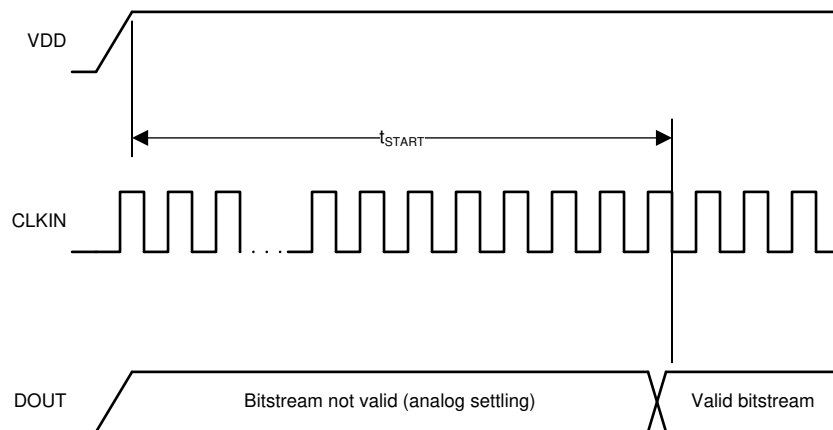 VDD
tSTART
CLKIN
. . . .
DOUT
Bitstream not valid (analog settling)
Valid bitstream